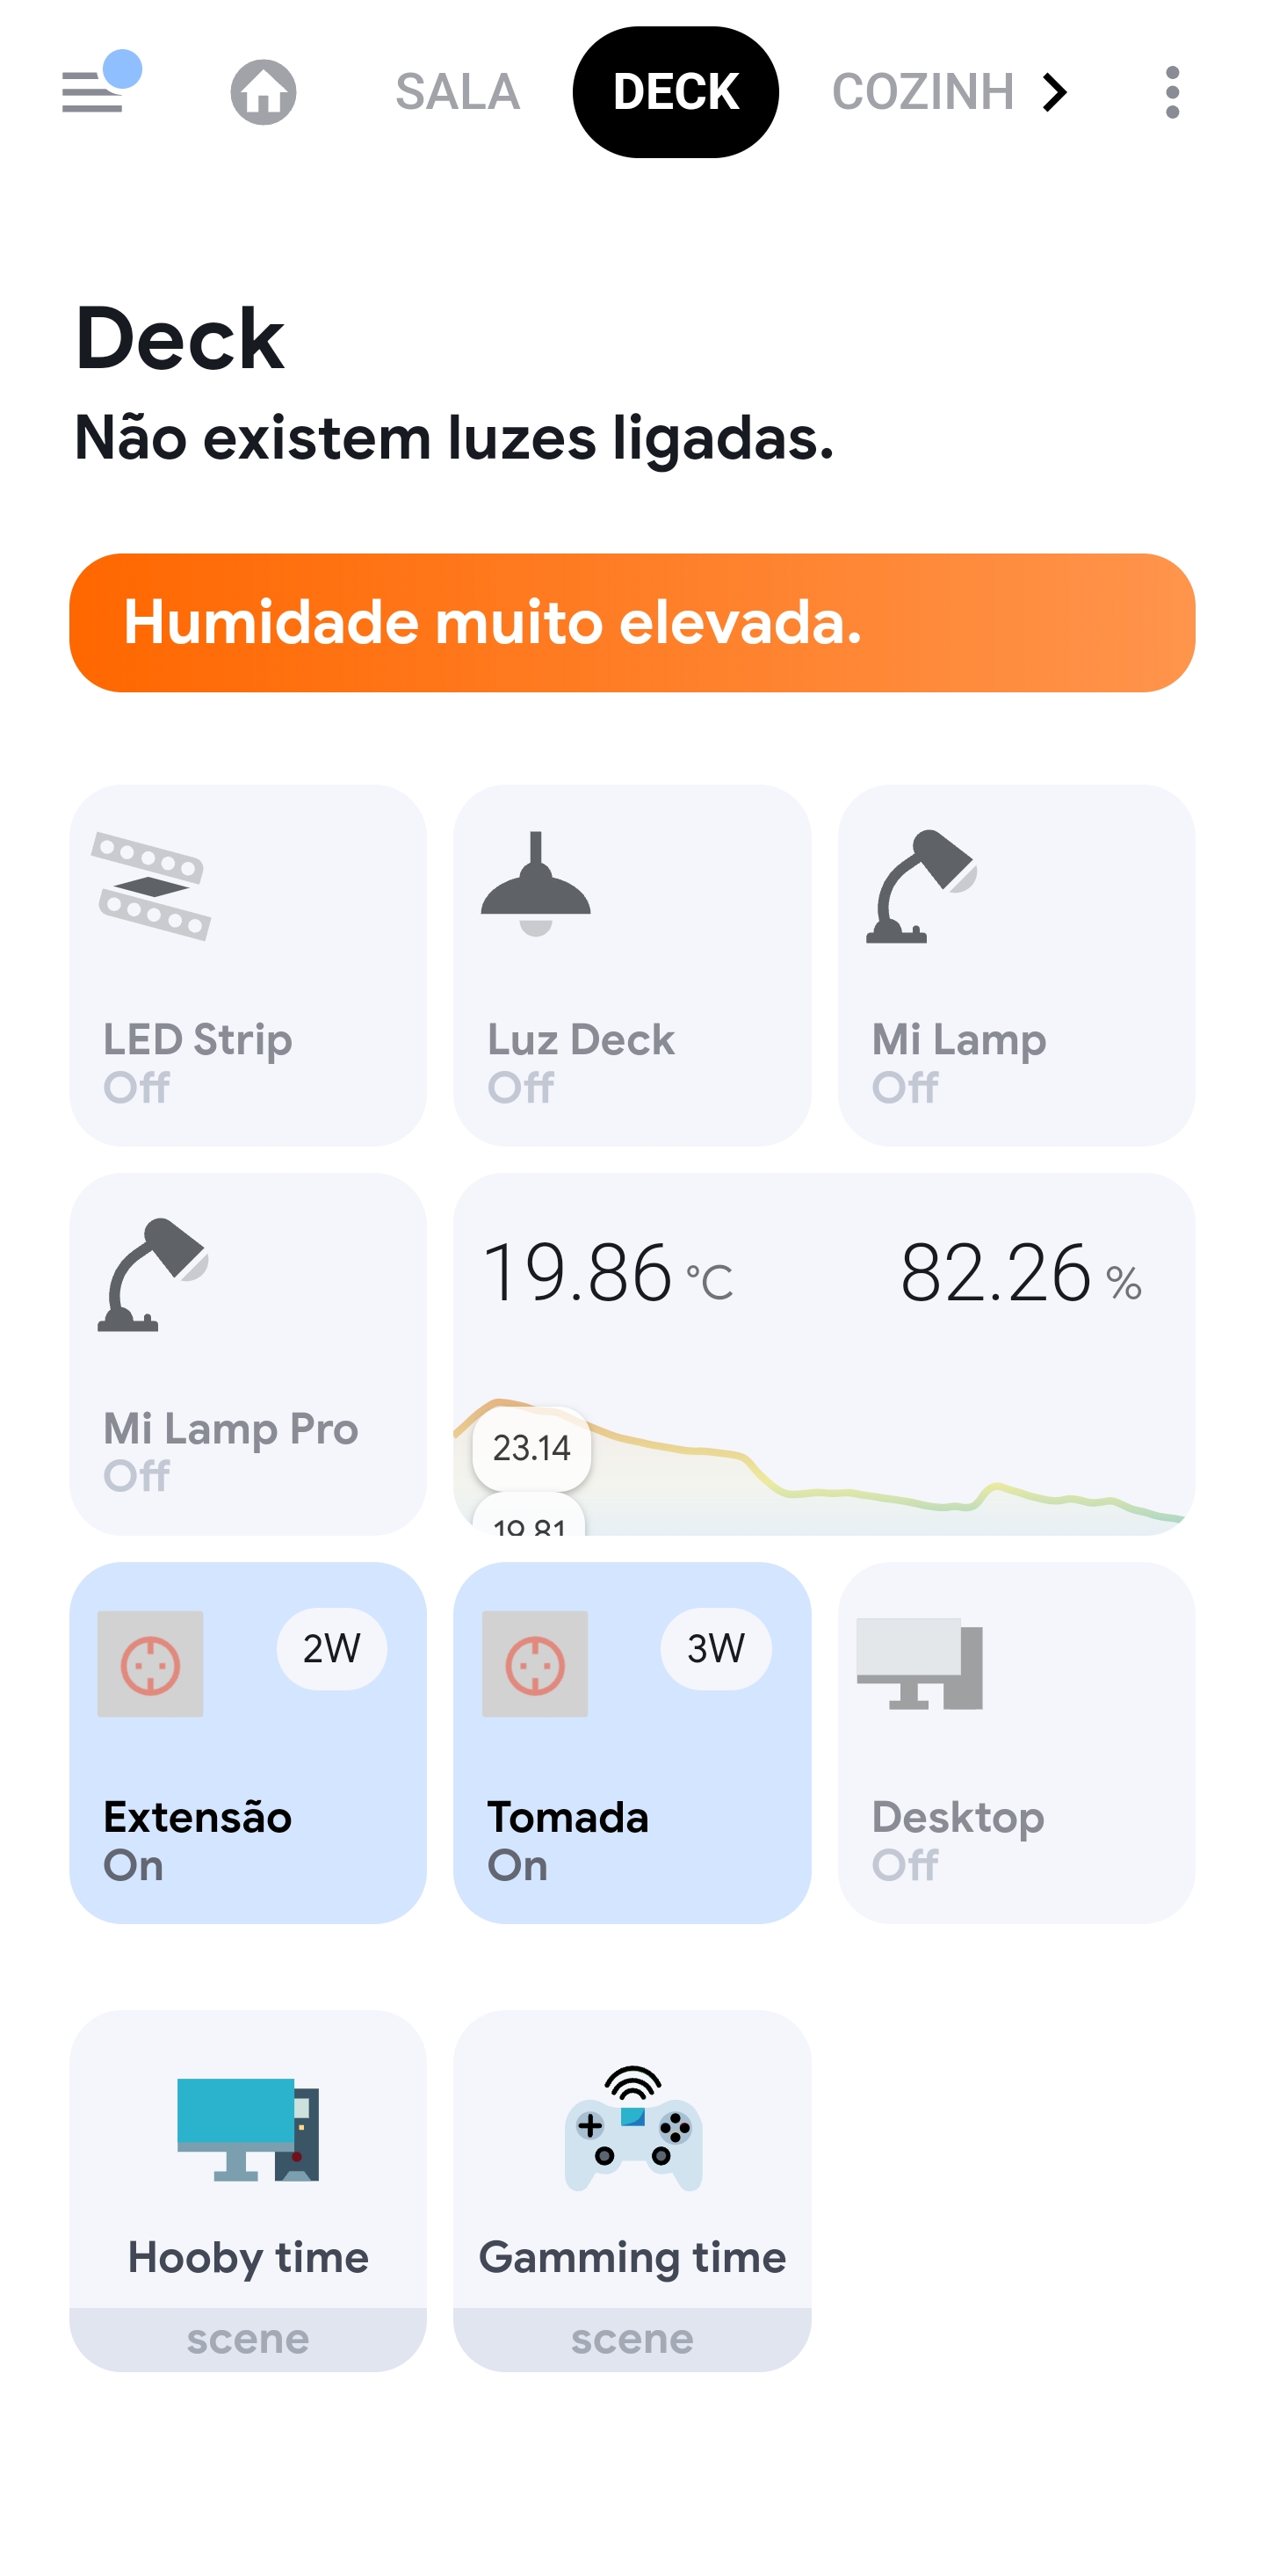 SALA DECK COZINH
Deck
Não existem luzes ligadas.
Humidade muito elevada.
LED Strip
Off
Luz Deck
Off
Mi Lamp
Off
Mi Lamp Pro
Off
19.86 °C 82.26 %
23.14
19.81
2W
Extensão
On
3W
Tomada
On
Desktop
Off
Hooby time
scene
Gamming time
scene